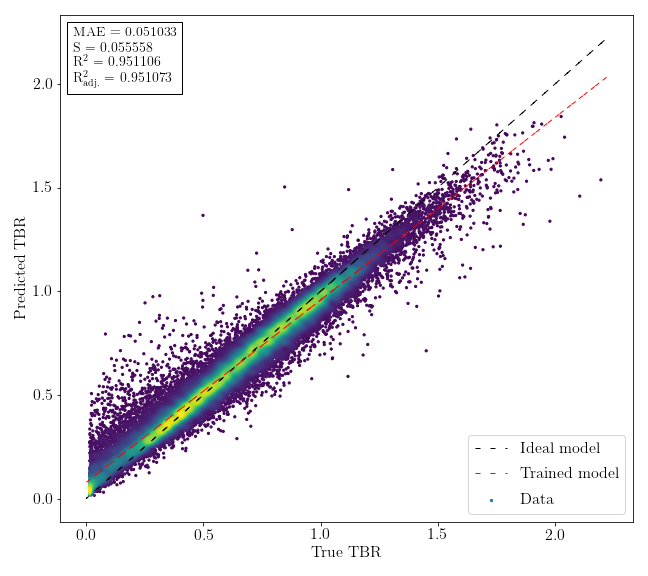 MAE = 0.051033
S = 0.055558
R² = 0.951106
R²adj. = 0.951073
2.0
1.5
1.0
0.5
0.0
Predicted TBR
Ideal model
Trained model
Data
0.0 0.5 1.0 1.5 2.0
True TBR